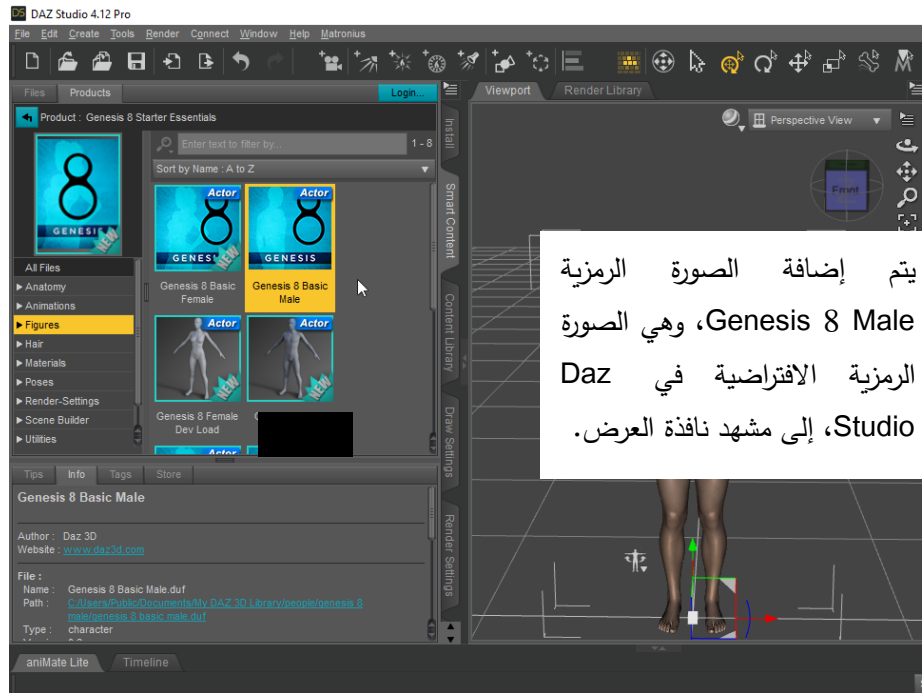 DAZ Studio 4.12 Pro
File Edit Create Tools Render Connect Window Help Matronius
Files Products Login...
Product : Genesis 8 Starter Essentials
Enter text to filter by... 1 - 8
Sort by Name : A to Z
GENESIS
NEW
All Files
Anatomy
Animations
Figures
Hair
Materials
Poses
Render-Settings
Scene Builder
Utilities
Actor
8
GENESIS
NEW
Genesis 8 Basic
Female
Actor
8
GENESIS
Genesis 8 Basic
Male
Actor
NEW
Genesis 8 Female
Dev Load
Actor
NEW
Actor
Actor
Install
Smart Content
Content Library
Draw Settings
Render Settings
Viewport Render Library
Perspective View
Front
يتم إضافة الصورة الرمزية
Genesis 8 Male، وهي الصورة
الرمزية الافتراضية في Daz
Studio، إلى مشهد نافذة العرض.
Tips Info Tags Store
Genesis 8 Basic Male
Author : Daz 3D
Website : www.daz3d.com
File :
Name : Genesis 8 Basic Male.duf
Path : C:/Users/Public/Documents/My DAZ 3D Library/people/genesis 8
male/genesis 8 basic male.duf
Type : character
aniMate Lite Timeline